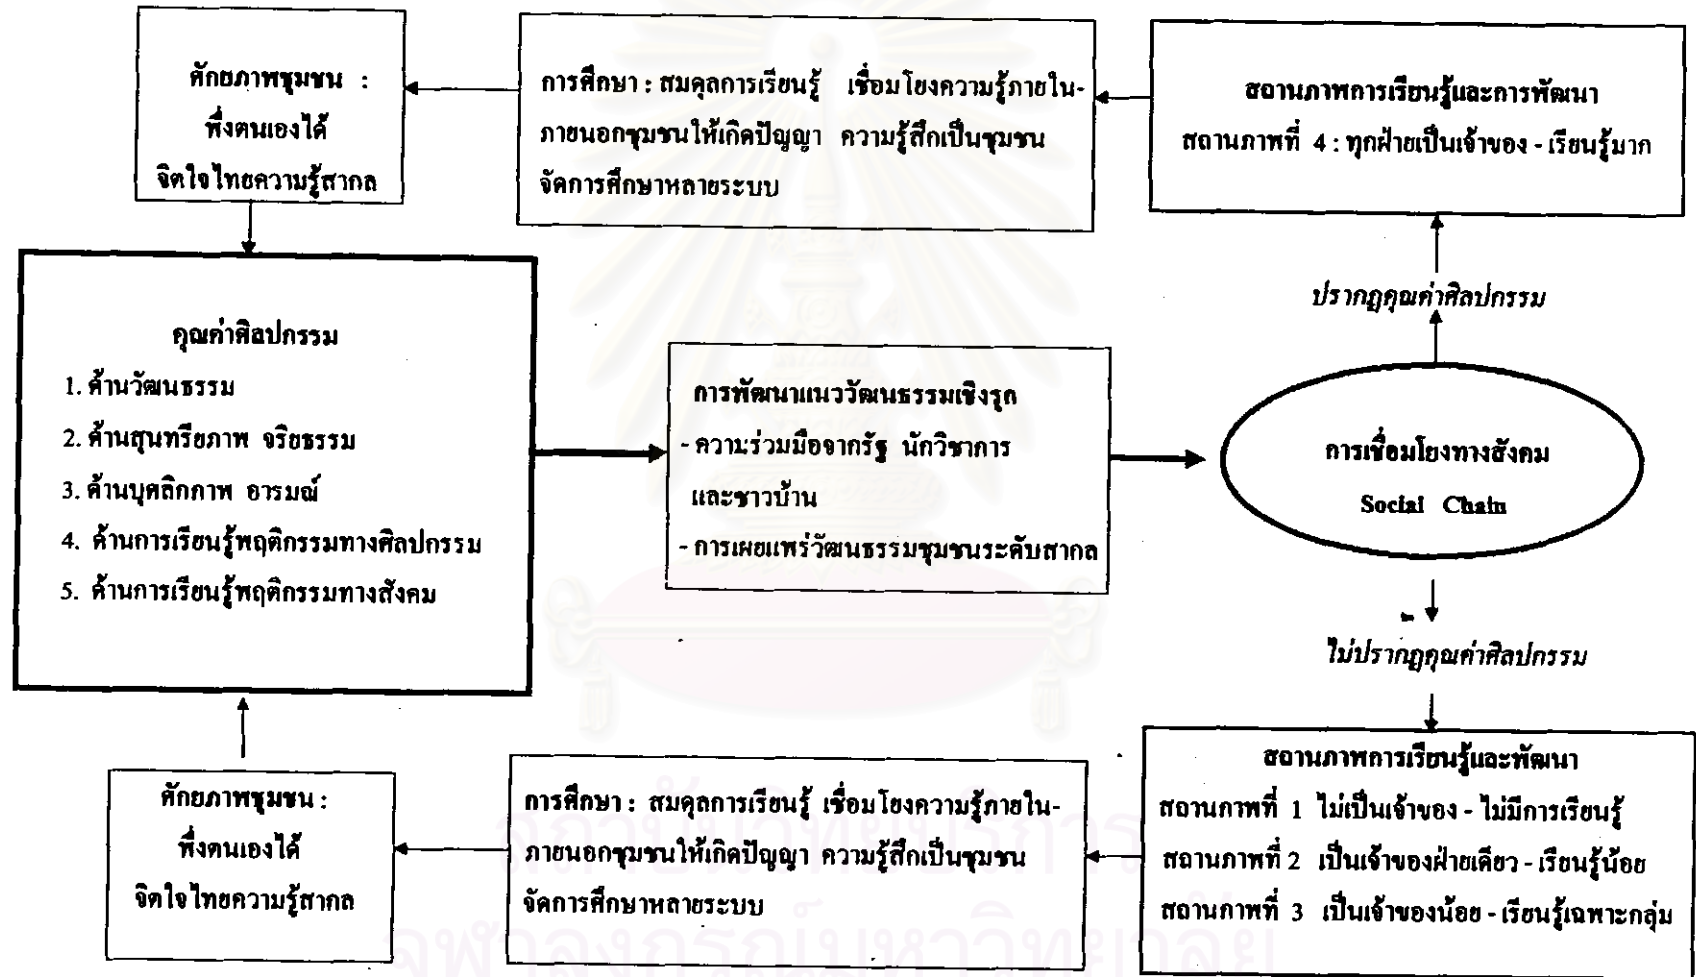 ศักยภาพชุมชน :
พึ่งตนเองได้
จิตใจไทยความรู้สากล
การศึกษา : สมดุลการเรียนรู้ เชื่อมโยงความรู้ภายใน-
ภายนอกชุมชนให้เกิดปัญญา ความรู้สึกเป็นชุมชน
จัดการศึกษาหลายระบบ
สถานภาพการเรียนรู้และการพัฒนา
สถานภาพที่ 4 : ทุกฝ่ายเป็นเจ้าของ - เรียนรู้มาก
ปรากฏคุณค่าศิลปกรรม
คุณค่าศิลปกรรม
1. ด้านวัฒนธรรม
2. ด้านสุนทรียภาพ จริยธรรม
3. ด้านบุคลิกภาพ อารมณ์
4. ด้านการเรียนรู้พฤติกรรมทางศิลปกรรม
5. ด้านการเรียนรู้พฤติกรรมทางสังคม
การพัฒนาแนววัฒนธรรมเชิงรุก
- ความร่วมมือจากรัฐ นักวิชาการ
และชาวบ้าน
- การเผยแพร่วัฒนธรรมชุมชนระดับสากล
การเชื่อมโยงทางสังคม
Social Chain
ไม่ปรากฏคุณค่าศิลปกรรม
ศักยภาพชุมชน :
พึ่งตนเองได้
จิตใจไทยความรู้สากล
การศึกษา : สมดุลการเรียนรู้ เชื่อมโยงความรู้ภายใน-
ภายนอกชุมชนให้เกิดปัญญา ความรู้สึกเป็นชุมชน
จัดการศึกษาหลายระบบ
สถานภาพการเรียนรู้และพัฒนา
สถานภาพที่ 1 ไม่เป็นเจ้าของ - ไม่มีการเรียนรู้
สถานภาพที่ 2 เป็นเจ้าของฝ่ายเดียว - เรียนรู้น้อย
สถานภาพที่ 3 เป็นเจ้าของน้อย - เรียนรู้เฉพาะกลุ่ม
สถาบันวิทยบริการ
จุฬาลงกรณ์มหาวิทยาลัย